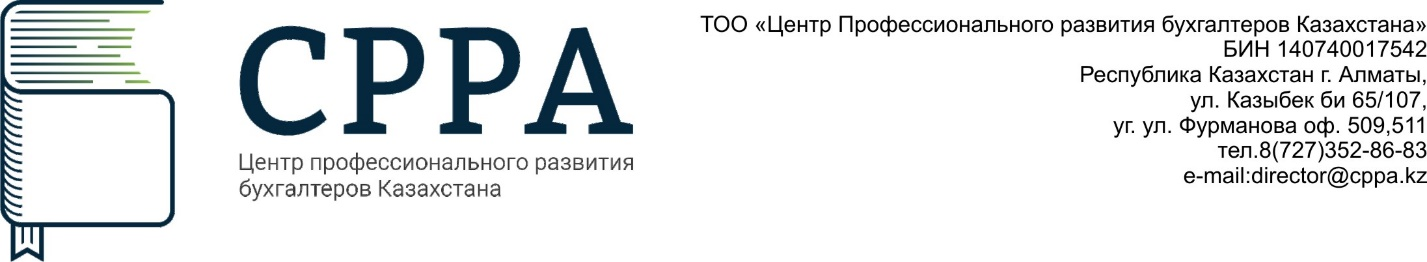 CPPA
Центр профессионального развития
бухгалтеров Казахстана
ТОО «Центр Профессионального развития бухгалтеров Казахстана»
БИН 140740017542
Республика Казахстан г. Алматы,
ул. Казыбек би 65/107,
уг. ул. Фурманова оф. 509,511
тел.8(727)352-86-83
e-mail:director@cppa.kz